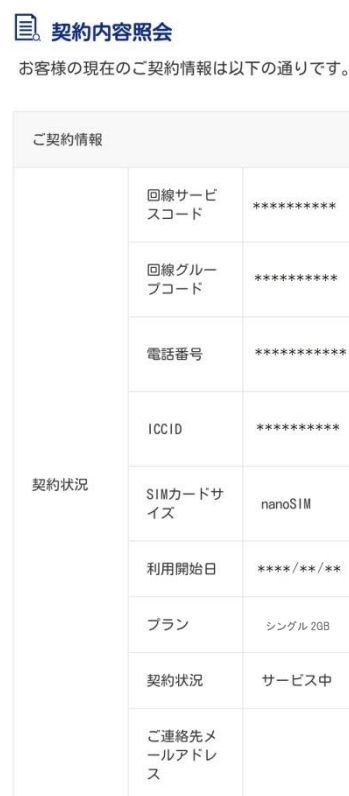 契約内容照会
お客様の現在のご契約情報は以下の通りです。
ご契約情報
契約状況
回線サービ
スコード
**********
回線グルー
プコード
**********
電話番号
***********
ICCID
**********
SIMカードサ
イズ
nanoSIM
利用開始日
****/**/**
プラン
シングル 2GB
契約状況
サービス中
ご連絡先メ
ールアドレ
ス